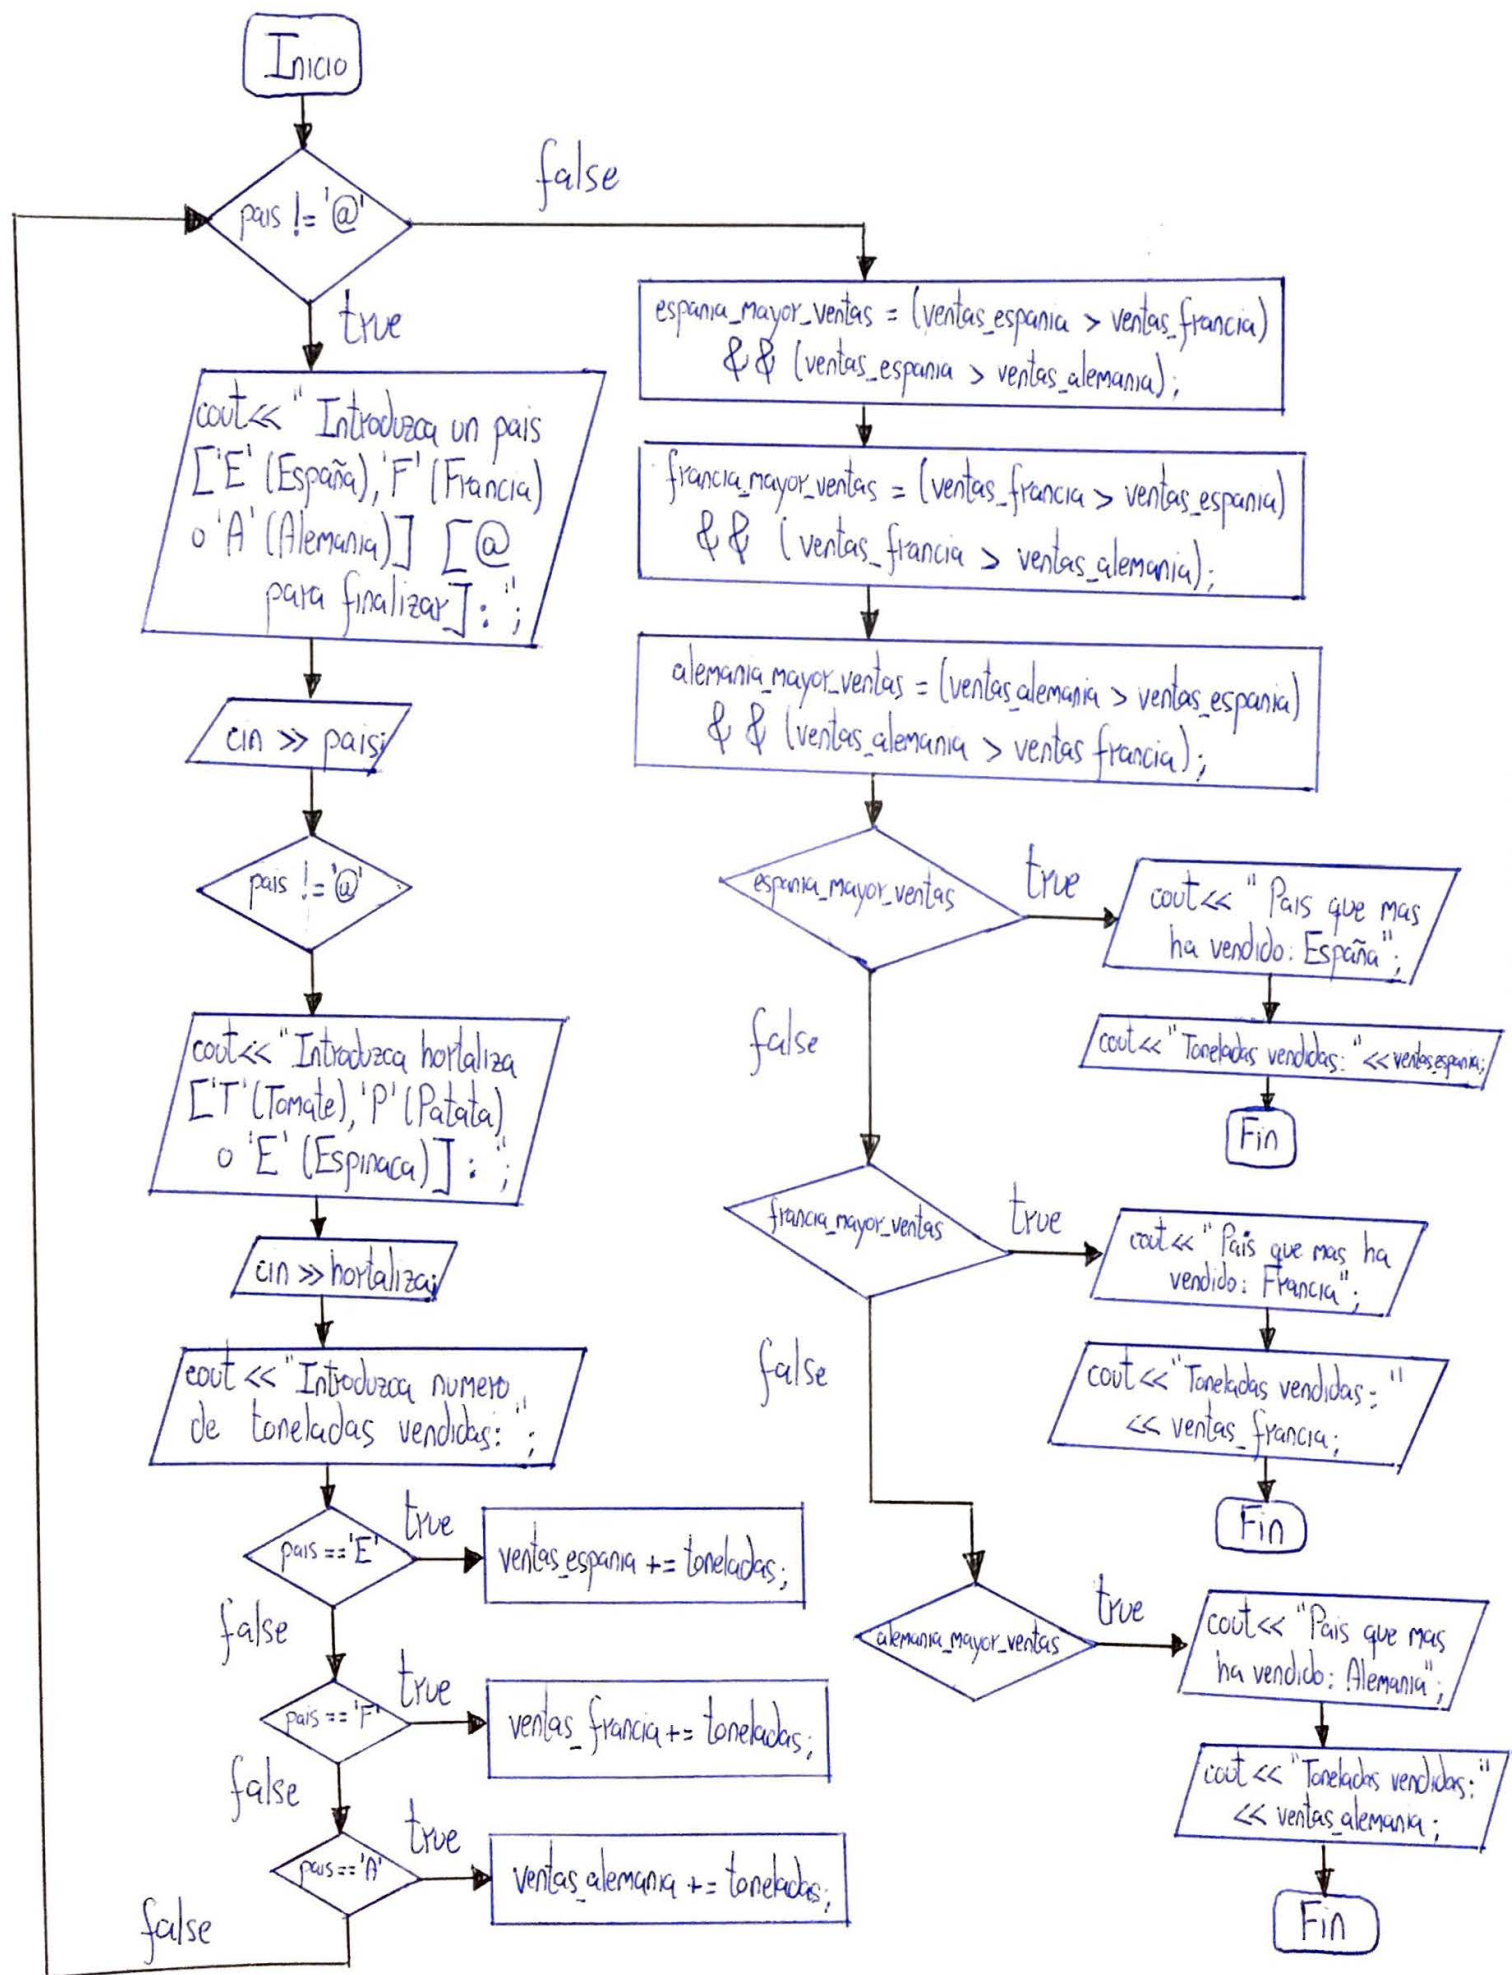 Inicio
pais != '@'
false
true
cout << " Introduzca un pais
['E' (España), 'F' (Francia)
o 'A' (Alemania)] [@
para finalizar] : ";
cin >> pais;
pais != '@'
cout << "Introduzca hortaliza
['T' (Tomate), 'P' (Patata)
o 'E' (Espinaca)] : ";
cin >> hortaliza;
cout << "Introduzca numero
de toneladas vendidas: ";
pais == 'E'
true
ventas_espania += toneladas;
false
pais == 'F'
true
ventas_francia += toneladas;
false
pais == 'A'
true
ventas_alemania += toneladas;
false
espania_mayor_ventas = (ventas_espania > ventas_francia)
&& (ventas_espania > ventas_alemania);
francia_mayor_ventas = (ventas_francia > ventas_espania)
&& (ventas_francia > ventas_alemania);
alemania_mayor_ventas = (ventas_alemania > ventas_espania)
&& (ventas_alemania > ventas francia);
espania_mayor_ventas
true
cout << " Pais que mas
ha vendido: España";
cout << "Toneladas vendidas: " << ventas_espania;
Fin
false
francia_mayor_ventas
true
cout << "Pais que mas ha
vendido: Francia";
cout << "Toneladas vendidas: "
<< ventas_francia;
Fin
false
alemania_mayor_ventas
true
cout << "Pais que mas
ha vendido: Alemania";
cout << "Toneladas vendidas: "
<< ventas_alemania;
Fin